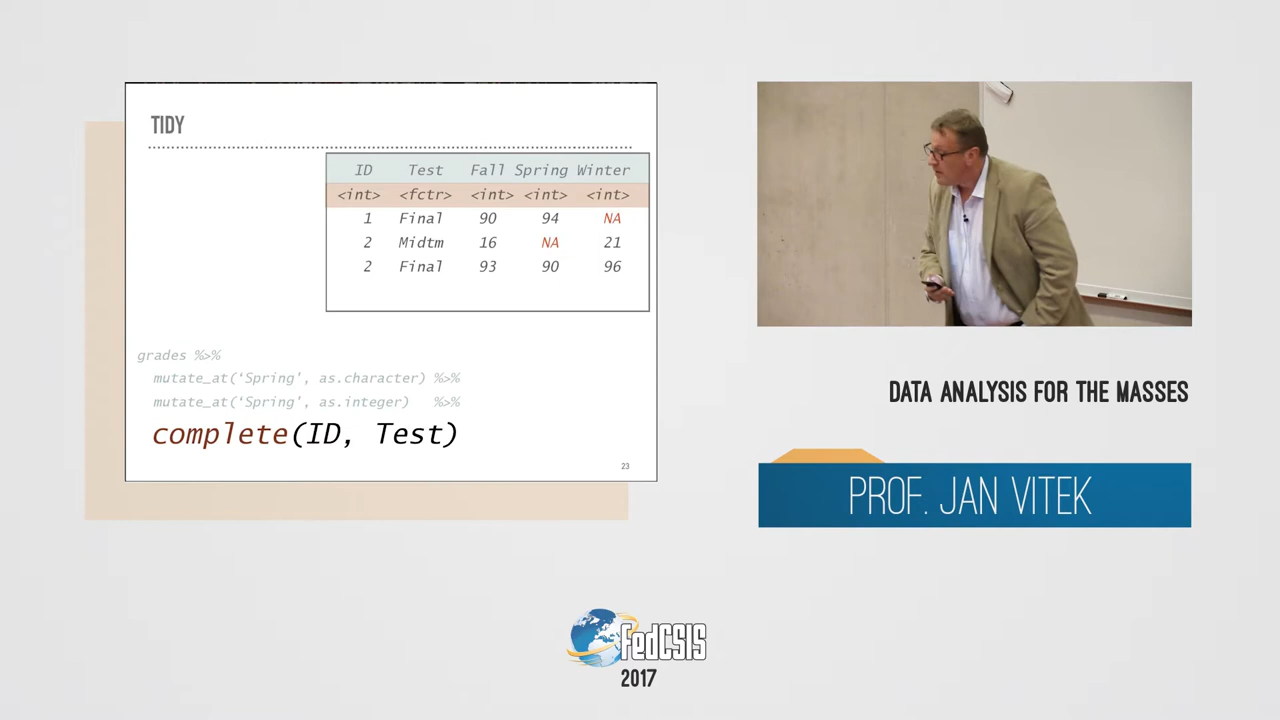 TIDY
ID Test Fall Spring Winter
<int> <fctr> <int> <int> <int>
1 Final 90 94 NA
2 Midtm 16 NA 21
2 Final 93 90 96
grades %>%
mutate_at(‘Spring’, as.character) %>%
mutate_at(‘Spring’, as.integer) %>%
complete(ID, Test)
23
DATA ANALYSIS FOR THE MASSES
PROF. JAN VITEK
FedCSIS
2017